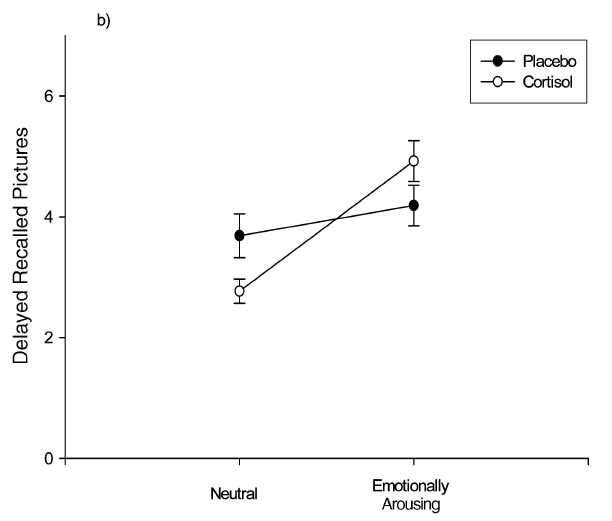 b)
Placebo
Cortisol
Delayed Recalled Pictures
6
4
2
0
Neutral
Emotionally
Arousing